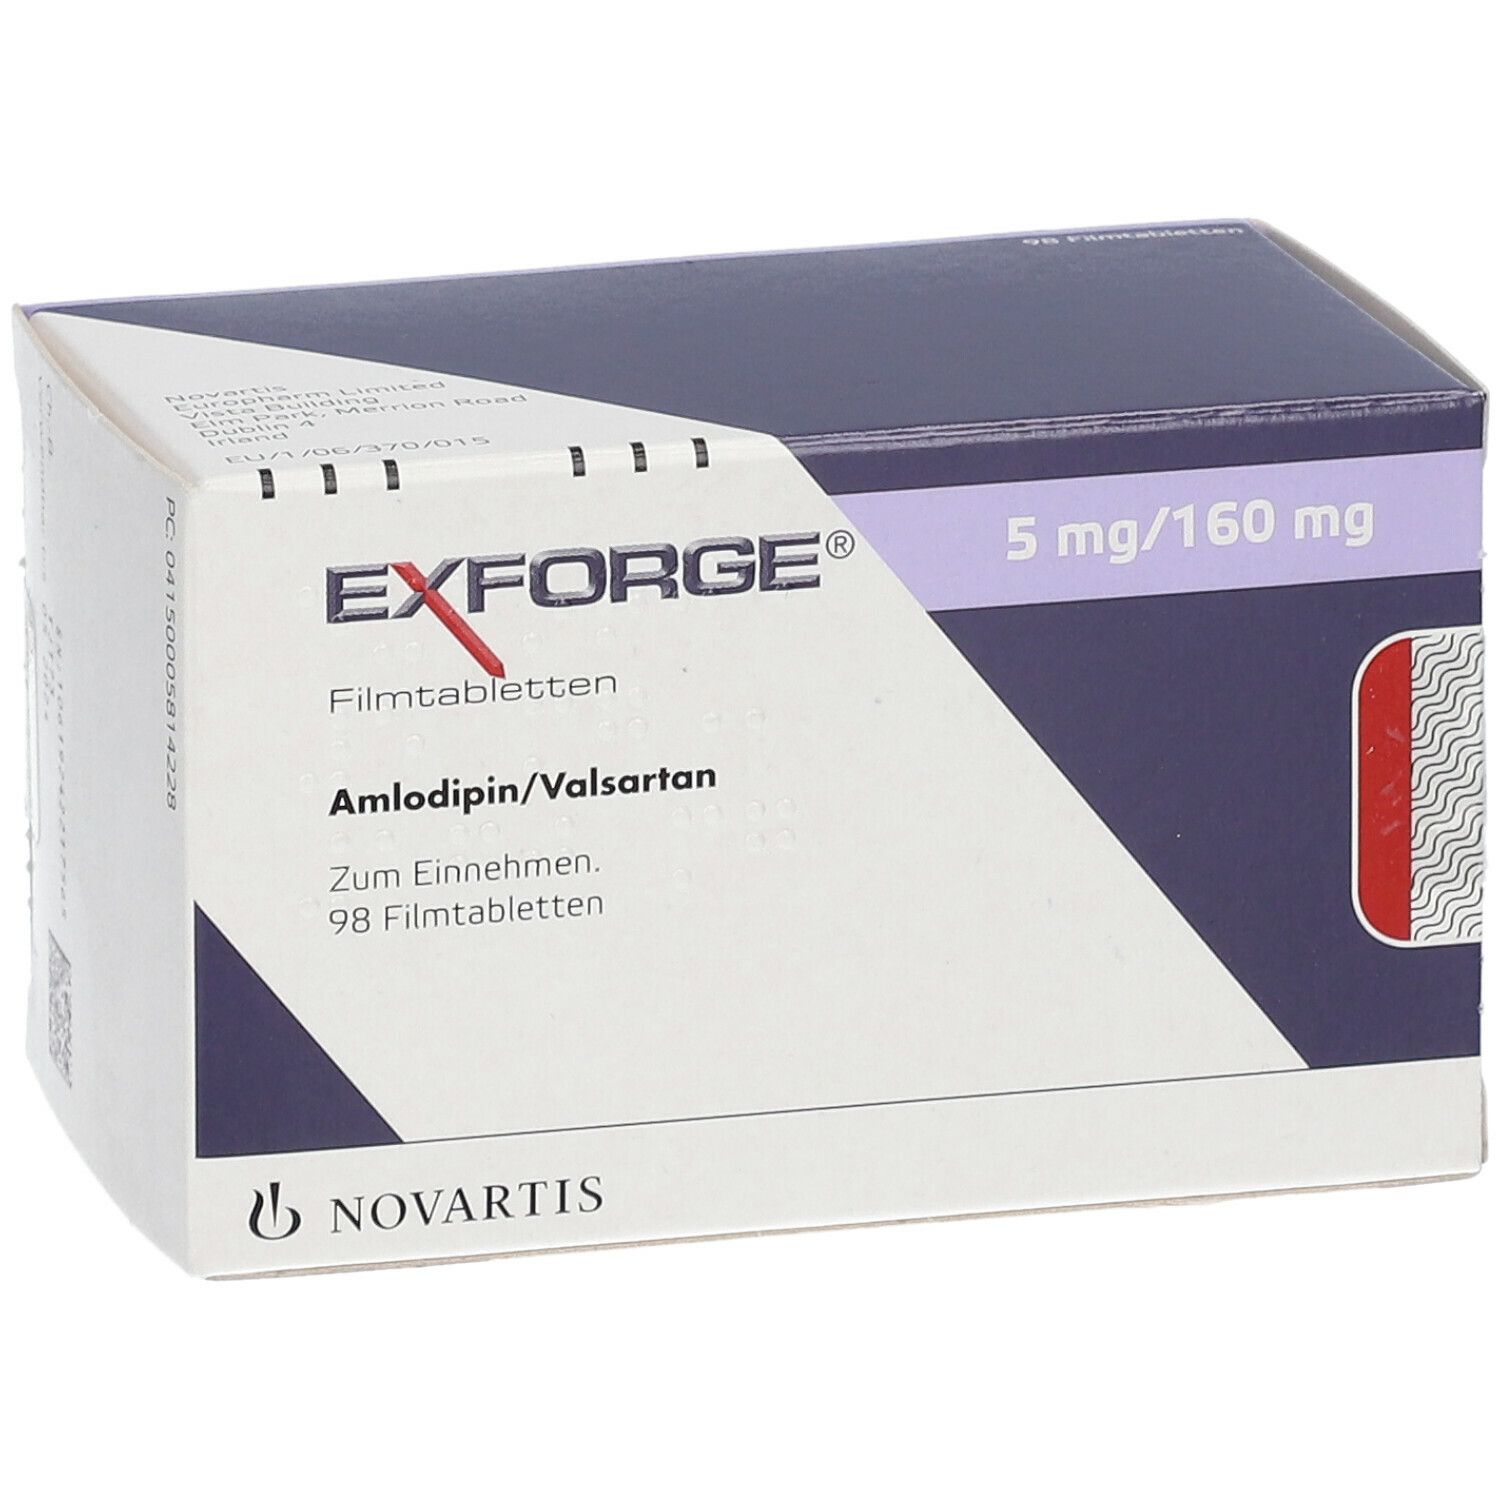 98 Filmtabletten
Novartis
Europharm Limited
Vista Building
Elm Park, Merrion Road
Dublin 4
Irland
EU/1/06/370/015
EXFORGE®
5 mg/160 mg
Filmtabletten
Amlodipin/Valsartan
Zum Einnehmen.
98 Filmtabletten
NOVARTIS
PC: 04150005814228